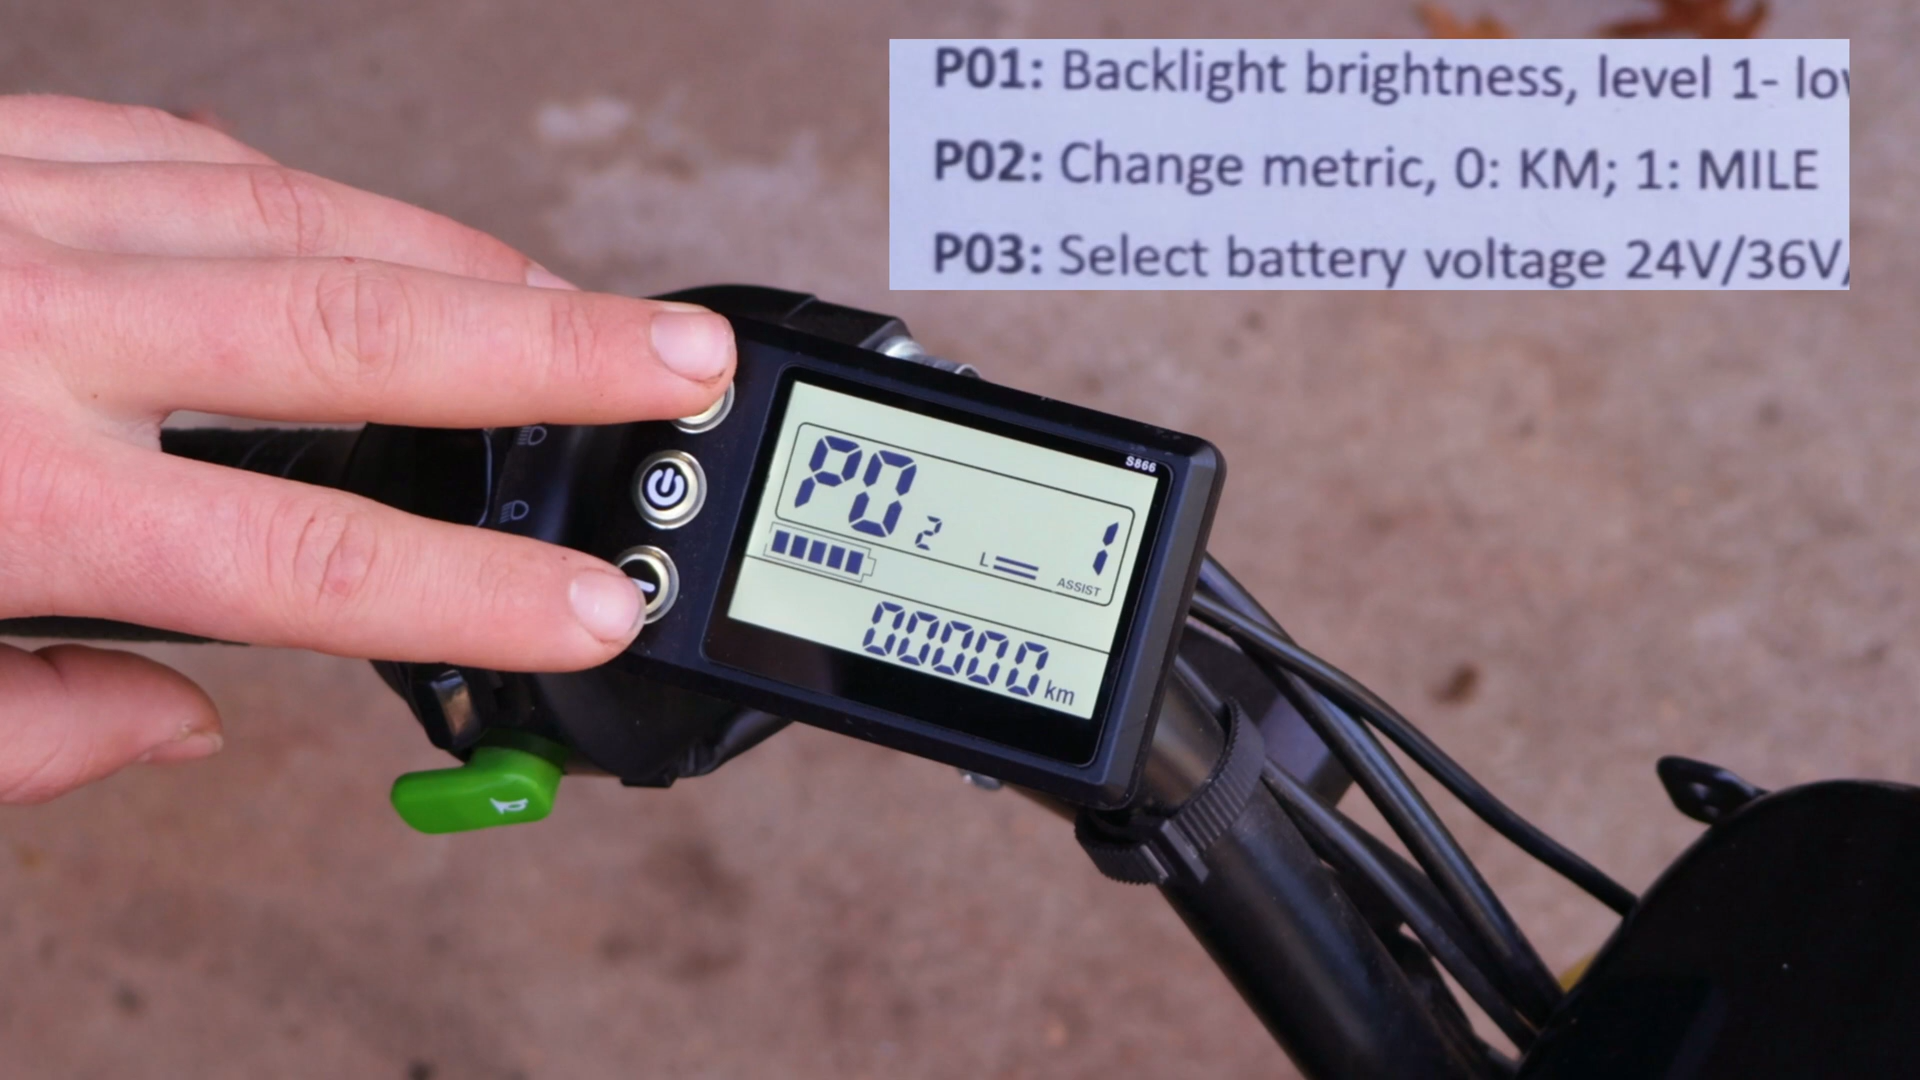 P01: Backlight brightness, level 1-
P02: Change metric, 0: KM; 1: MILE
P03: Select battery voltage 24V/36V/
S866
P02
L 1
ASSIST
00000 km